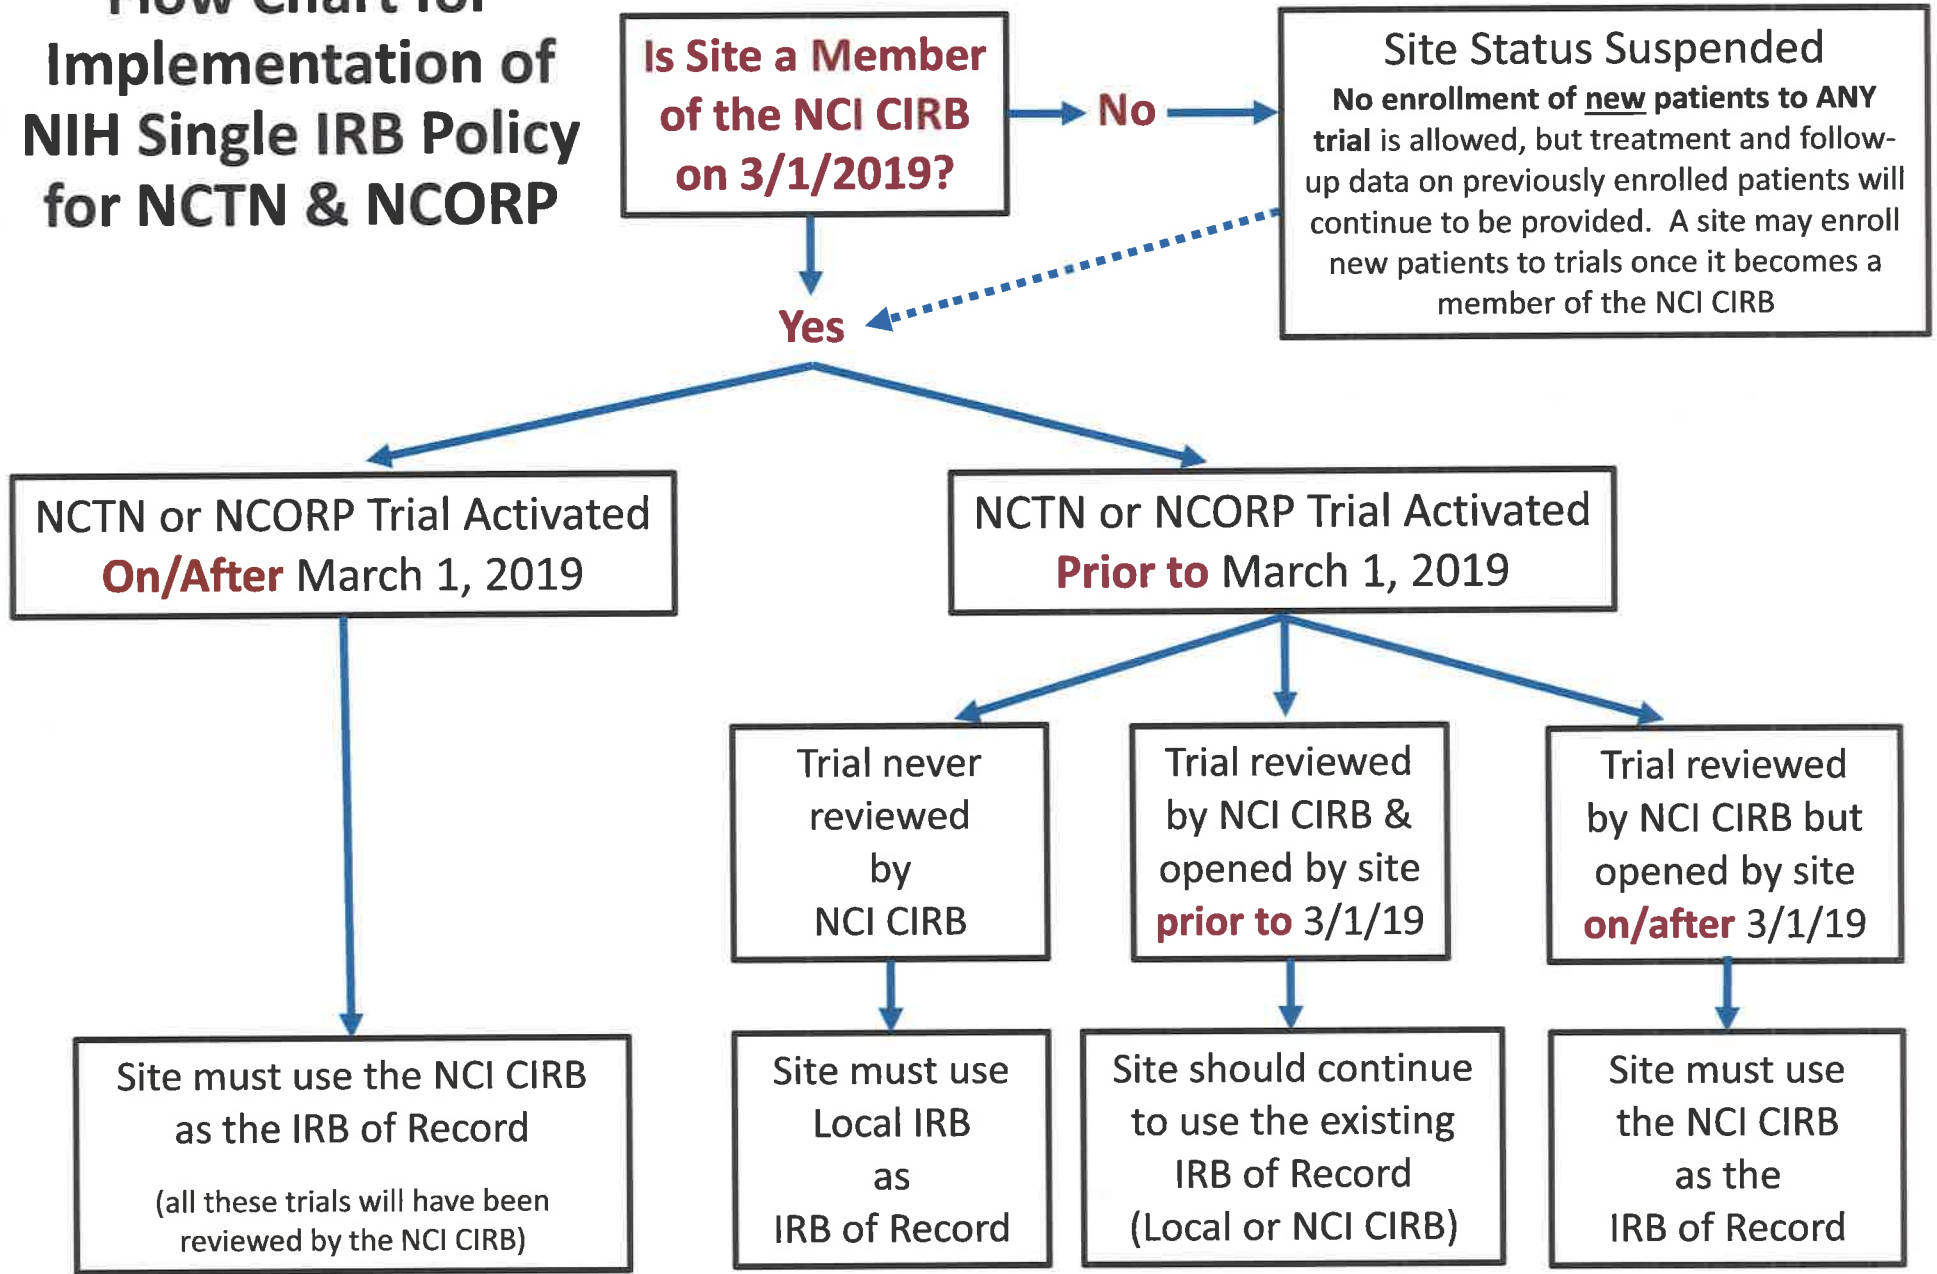 Flow Chart for
Implementation of
NIH Single IRB Policy
for NCTN & NCORP
Is Site a Member
of the NCI CIRB
on 3/1/2019?
No
Site Status Suspended
No enrollment of new patients to ANY
trial is allowed, but treatment and follow-
up data on previously enrolled patients will
continue to be provided. A site may enroll
new patients to trials once it becomes a
member of the NCI CIRB
Yes
NCTN or NCORP Trial Activated
On/After March 1, 2019
NCTN or NCORP Trial Activated
Prior to March 1, 2019
Trial never
reviewed
by
NCI CIRB
Trial reviewed
by NCI CIRB &
opened by site
prior to 3/1/19
Trial reviewed
by NCI CIRB but
opened by site
on/after 3/1/19
Site must use the NCI CIRB
as the IRB of Record
(all these trials will have been
reviewed by the NCI CIRB)
Site must use
Local IRB
as
IRB of Record
Site should continue
to use the existing
IRB of Record
(Local or NCI CIRB)
Site must use
the NCI CIRB
as the
IRB of Record